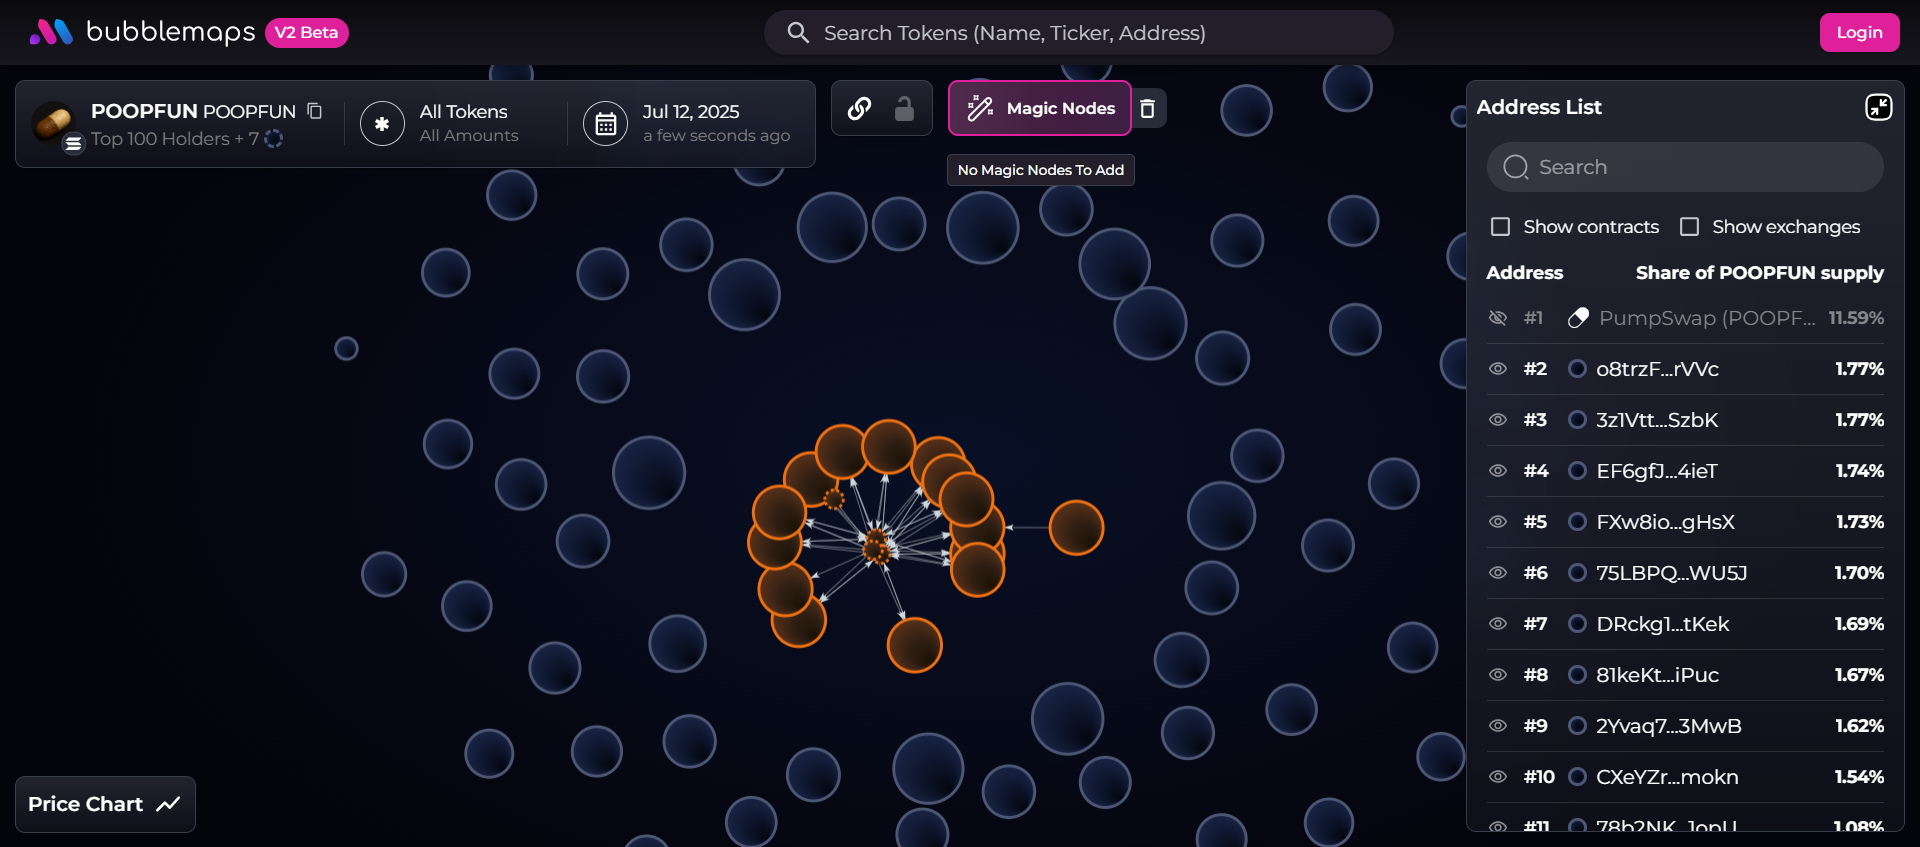 bubblemaps V2 Beta
Search Tokens (Name, Ticker, Address)
Login
POOPFUN POOPFUN
Top 100 Holders + 7
All Tokens
All Amounts
Jul 12, 2025
a few seconds ago
Magic Nodes
No Magic Nodes To Add
Address List
Search
Show contracts Show exchanges
Address Share of POOPFUN supply
#1 PumpSwap (POOPF... 11.59%
#2 o8trzF...rVVc 1.77%
#3 3z1Vtt...SzbK 1.77%
#4 EF6gfJ...4ieT 1.74%
#5 FXw8io...gHsX 1.73%
#6 75LBPQ...WU5J 1.70%
#7 DRckg1...tKek 1.69%
#8 81keKt...iPuc 1.67%
#9 2Yvaq7...3MwB 1.62%
#10 CXeYZr...mokn 1.54%
#11 1.08%
Price Chart